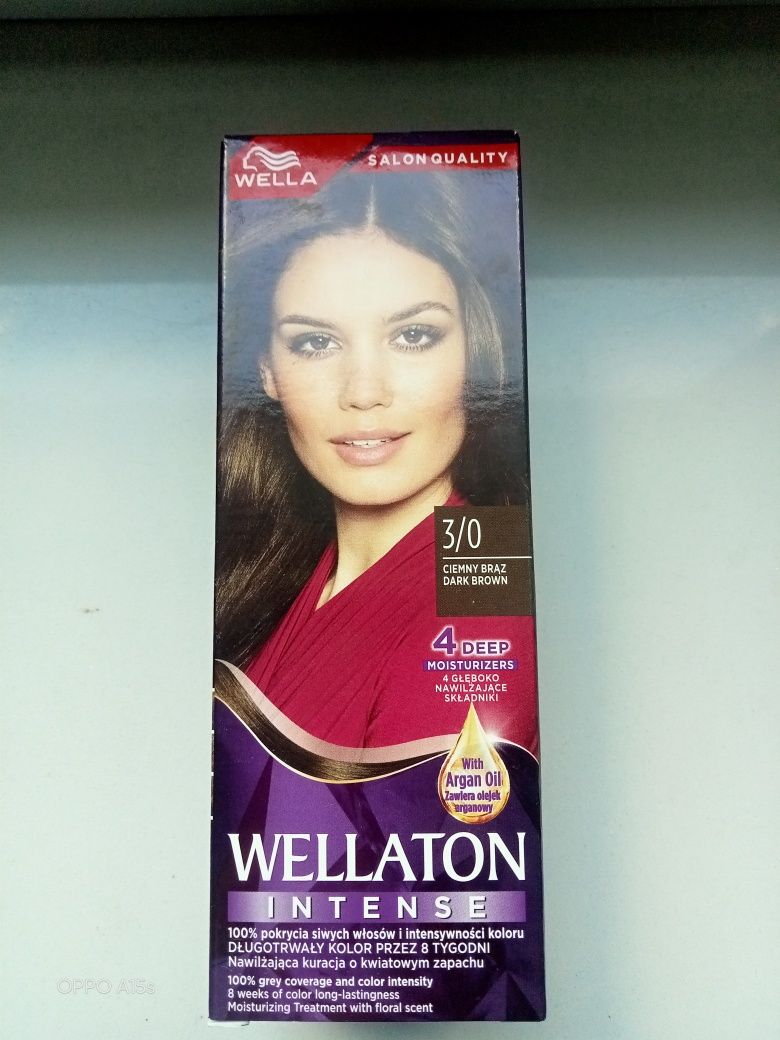 WELLA
SALON QUALITY
3/0
CIEMNY BRĄZ
DARK BROWN
4 DEEP
MOISTURIZERS
4 GŁĘBOKO
NAWILŻAJĄCE
SKŁADNIKI
With
Argan Oil
Zawiera olejek
arganowy
WELLATON
INTENSE
100% pokrycia siwych włosów i intensywności koloru
DŁUGOTRWAŁY KOLOR PRZEZ 8 TYGODNI
Nawilżająca kuracja o kwiatowym zapachu
100% grey coverage and color intensity
8 weeks of color long-lastingness
Moisturizing Treatment with floral scent
OPPO A15s